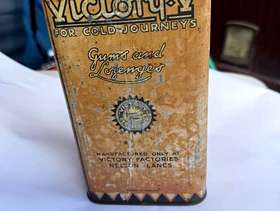 Victory-V
FOR COLD JOURNEYS
Gums and
Lozenges
MANUFACTURED ONLY AT
VICTORY FACTORIES
NELSON · LANCS